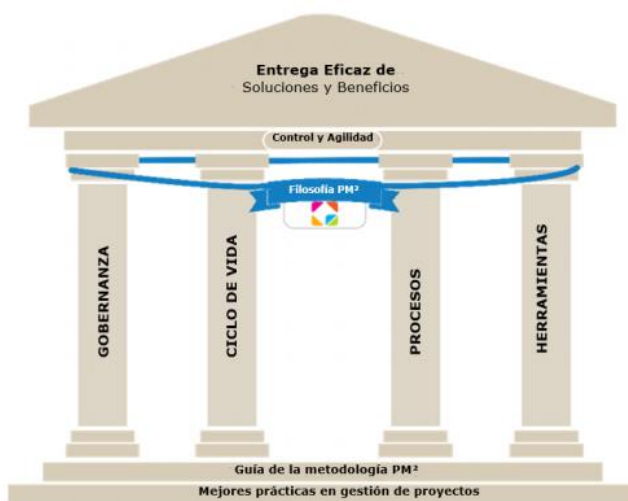 Entrega Eficaz de
Soluciones y Beneficios
Control y Agilidad
Filosofía PM²
GOBERNANZA
CICLO DE VIDA
PROCESOS
HERRAMIENTAS
Guía de la metodología PM²
Mejores prácticas en gestión de proyectos